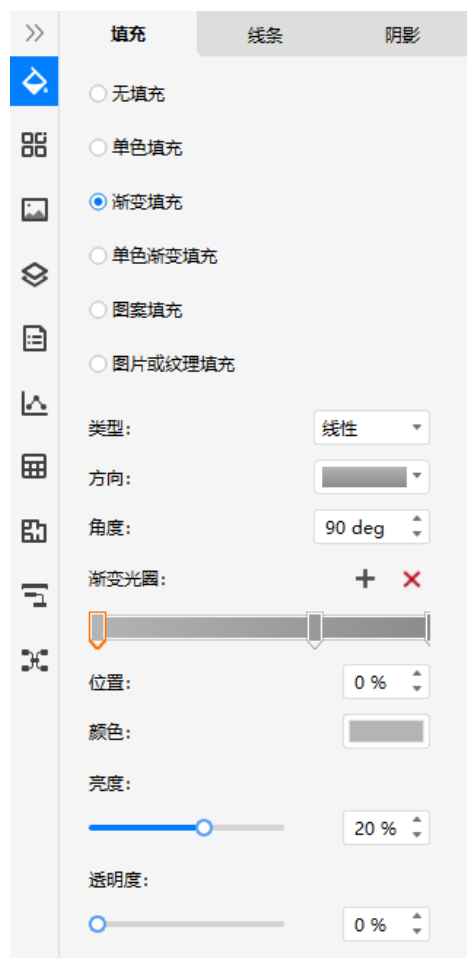 填充 线条 阴影
无填充
单色填充
渐变填充
单色渐变填充
图案填充
图片或纹理填充
类型: 线性
方向:
角度: 90 deg
渐变光圈:
位置: 0 %
颜色:
亮度:
20 %
透明度:
0 %